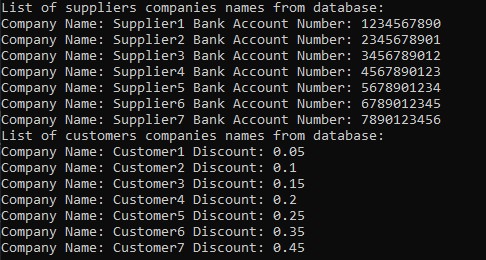 List of suppliers companies names from database:
Company Name: Supplier1 Bank Account Number: 1234567890
Company Name: Supplier2 Bank Account Number: 2345678901
Company Name: Supplier3 Bank Account Number: 3456789012
Company Name: Supplier4 Bank Account Number: 4567890123
Company Name: Supplier5 Bank Account Number: 5678901234
Company Name: Supplier6 Bank Account Number: 6789012345
Company Name: Supplier7 Bank Account Number: 7890123456
List of customers companies names from database:
Company Name: Customer1 Discount: 0.05
Company Name: Customer2 Discount: 0.1
Company Name: Customer3 Discount: 0.15
Company Name: Customer4 Discount: 0.2
Company Name: Customer5 Discount: 0.25
Company Name: Customer6 Discount: 0.35
Company Name: Customer7 Discount: 0.45